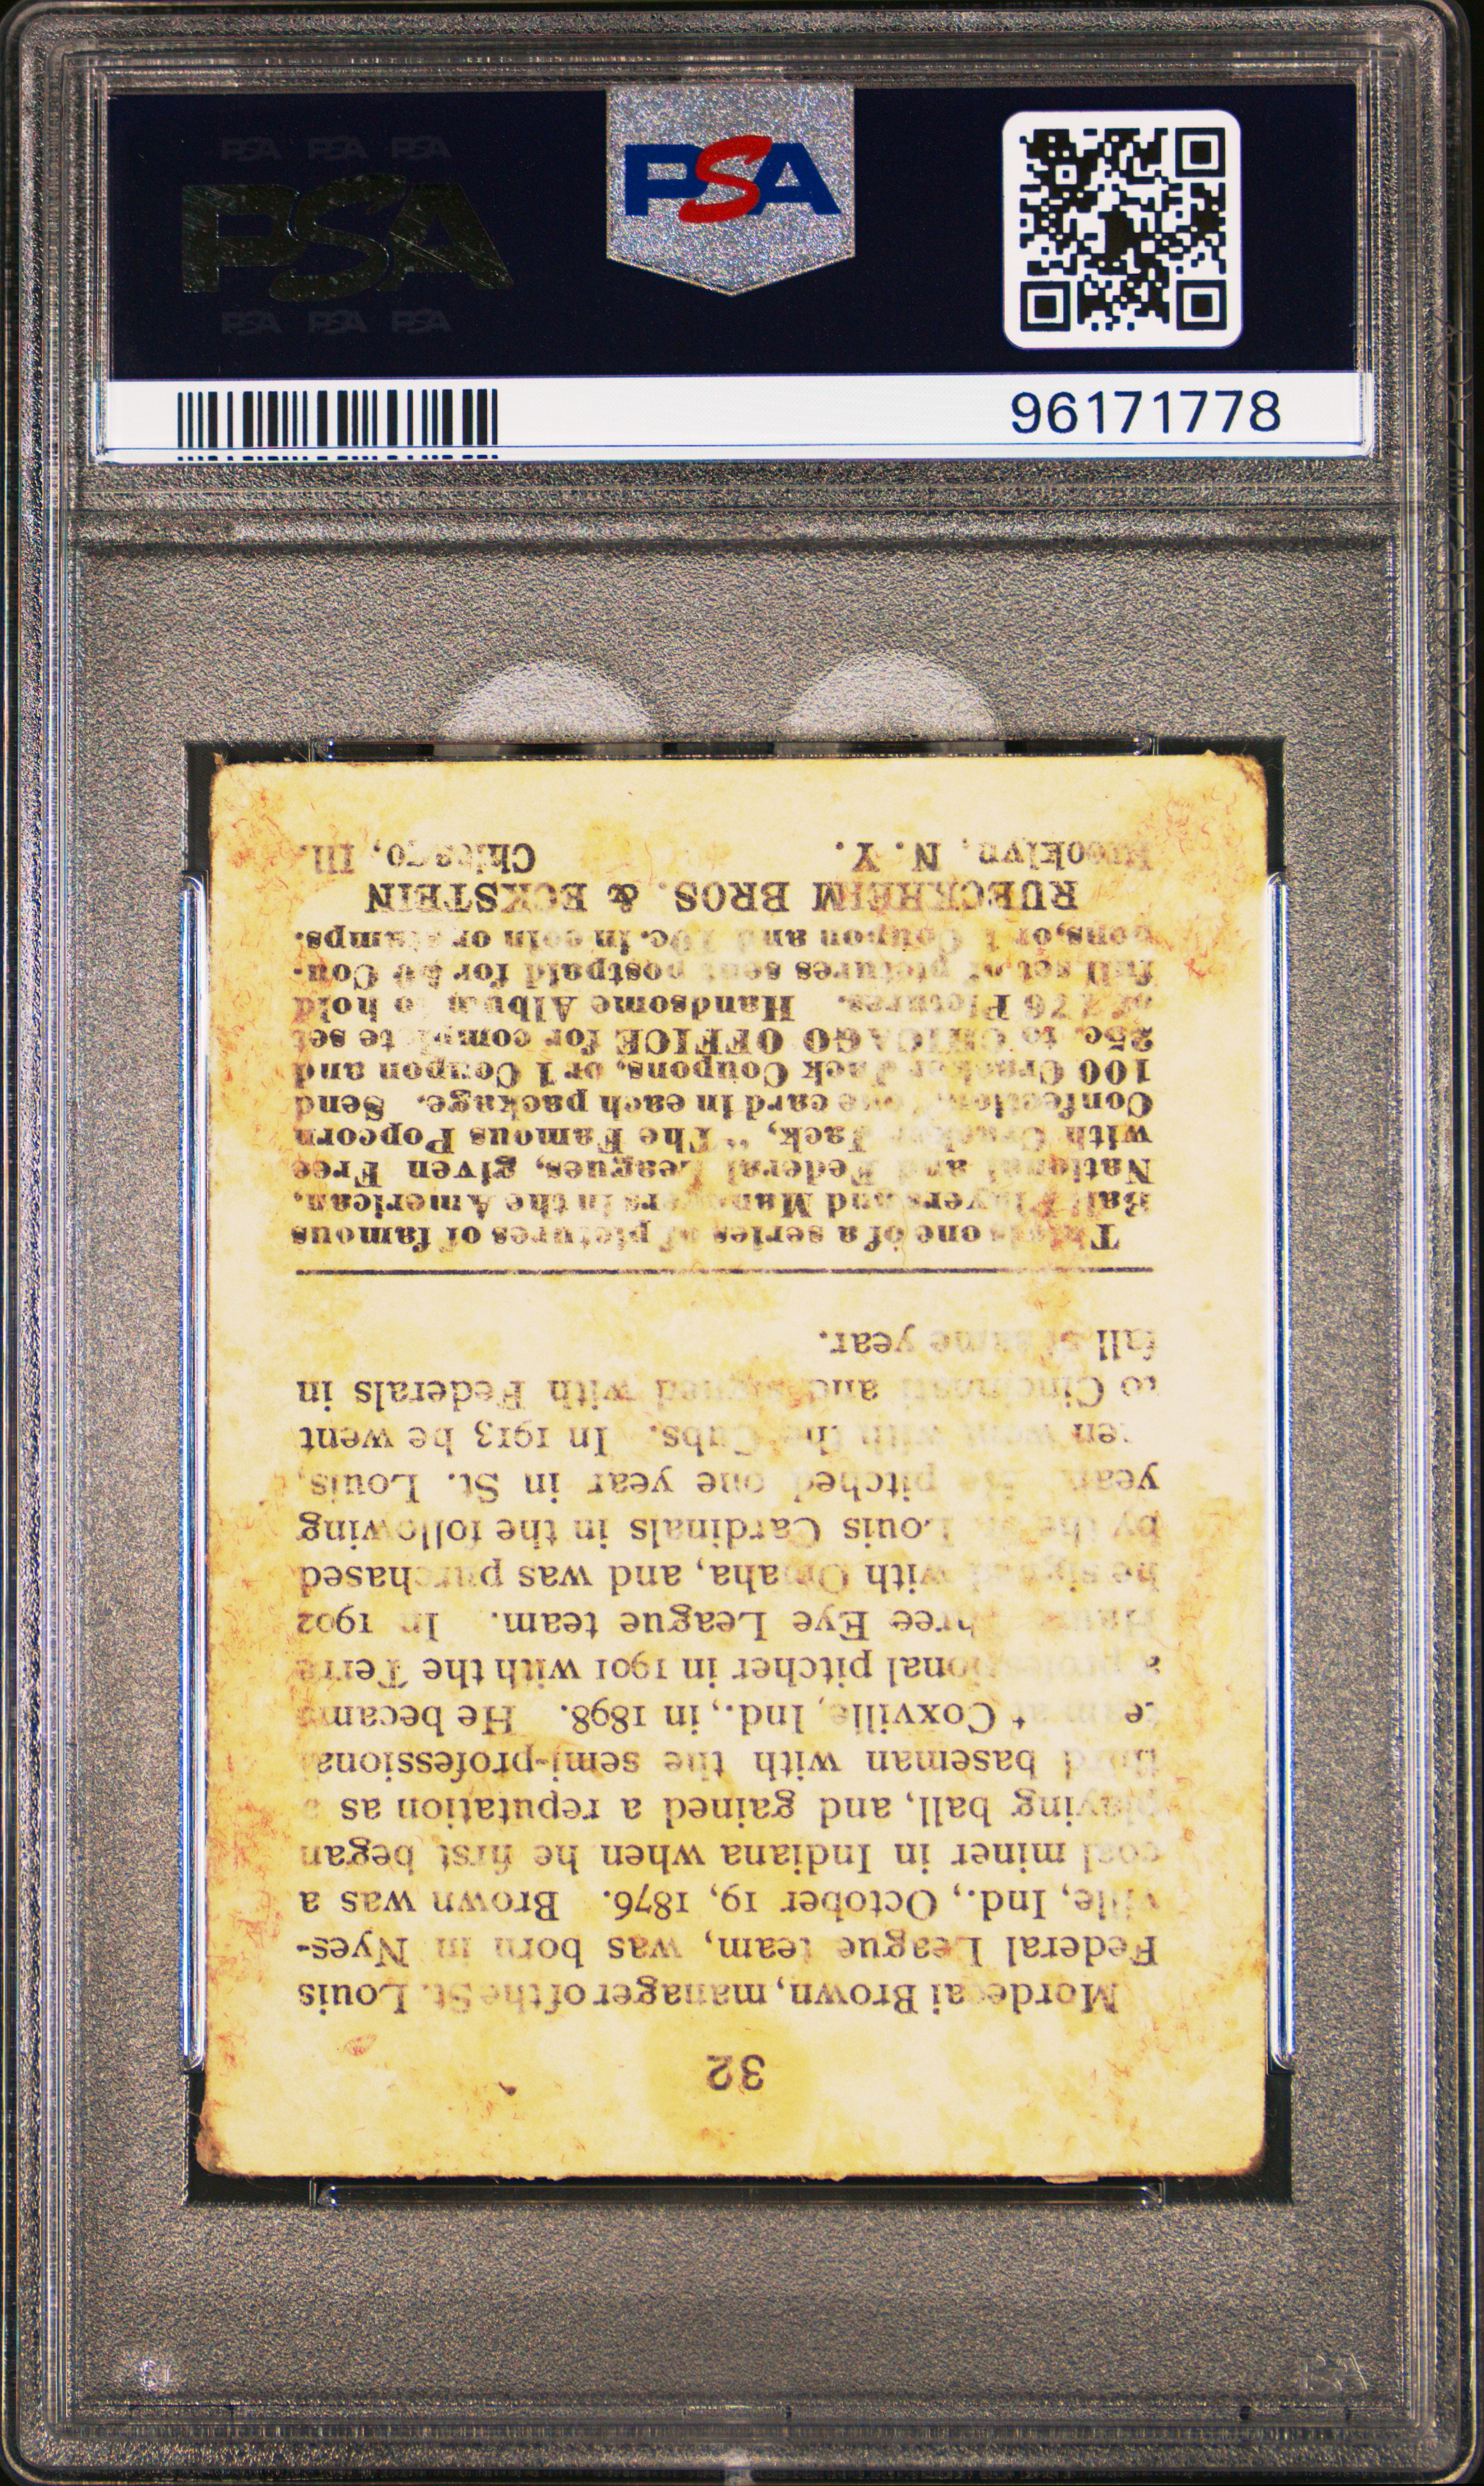 PSA PSA PSA
PSA
PSA PSA PSA
PSA
96171778
32
Mordecai Brown, manager of the St. Louis
Federal League team, was born in Nyes-
ville, Ind., October 19, 1876. Brown was a
coal miner in Indiana when he first began
playing ball, and gained a reputation as
baseman with the semi-professional
Coxville, Ind., in 1898. He became
pitcher in 1901 with the Terre
Three Eye League team. In 1902
he signed with Omaha, and was purchased
by the Louis Cardinals in the following
year. He pitched one year in St. Louis,
then went with the Cubs. In 1913 he went
to Cincinnati and signed with Federals in
fall of same year.
This is one of a series of pictures of famous
Ball Players and Managers in the American,
National and Federal Leagues, given Free
with Cracker Jack, "The Famous Popcorn
Confection," one card in each package. Send
100 Cracker Jack Coupons, or 1 Coupon and
25c. to CHICAGO OFFICE for complete set
of 176 Pictures. Handsome Album to hold
full set of pictures sent postpaid for 50 Cou-
pons, or 1 Coupon and 10c. in coin or stamps.
RUECKHEIM BROS. & ECKSTEIN
Brooklyn, N. Y. Chicago, Ill.